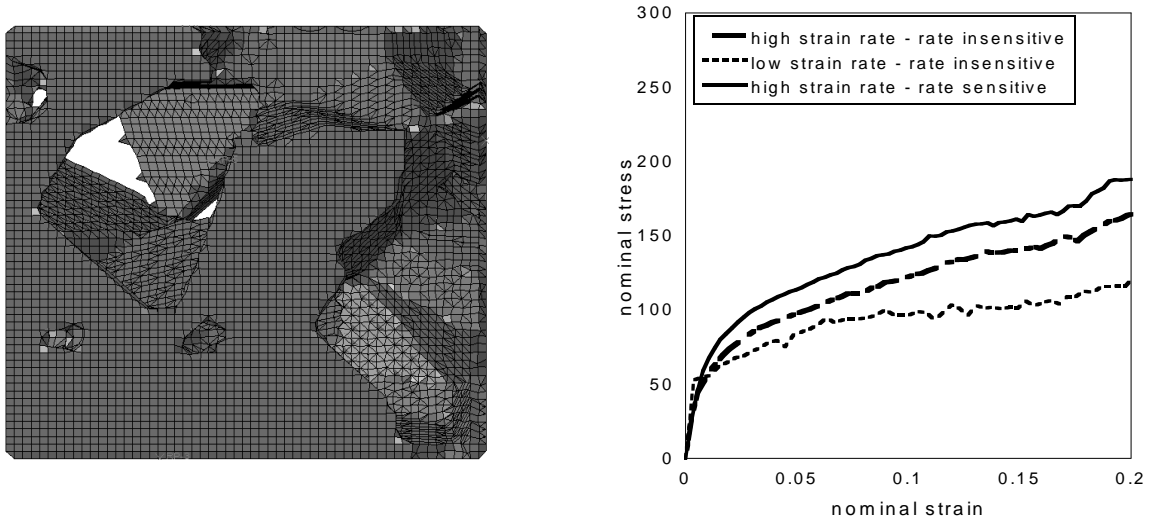 300
250
200
150
100
50
0
nominal stress
high strain rate - rate insensitive
low strain rate - rate insensitive
high strain rate - rate sensitive
0 0.05 0.1 0.15 0.2
nominal strain